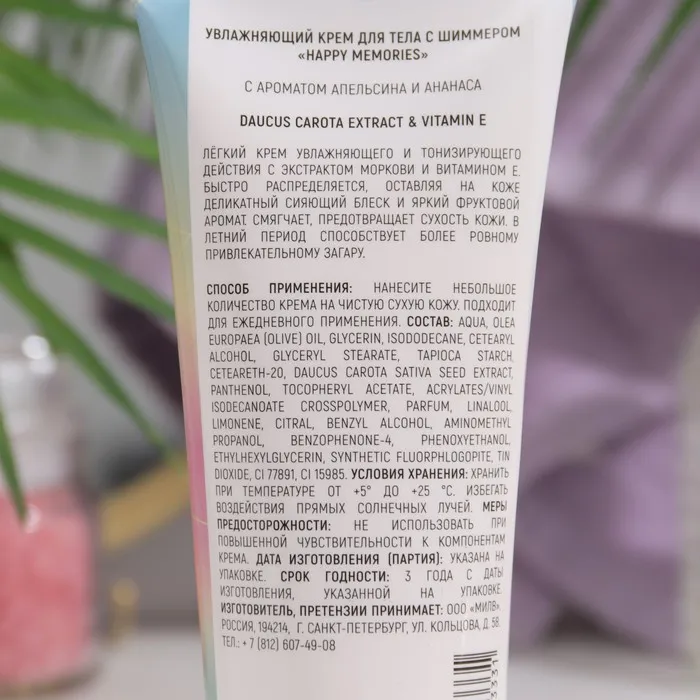 УВЛАЖНЯЮЩИЙ КРЕМ ДЛЯ ТЕЛА С ШИММЕРОМ
«HAPPY MEMORIES»
С АРОМАТОМ АПЕЛЬСИНА И АНАНАСА
DAUCUS CAROTA EXTRACT & VITAMIN E
ЛЁГКИЙ КРЕМ УВЛАЖНЯЮЩЕГО И ТОНИЗИРУЮЩЕГО
ДЕЙСТВИЯ С ЭКСТРАКТОМ МОРКОВИ И ВИТАМИНОМ Е.
БЫСТРО РАСПРЕДЕЛЯЕТСЯ, ОСТАВЛЯЯ НА КОЖЕ
ДЕЛИКАТНЫЙ СИЯЮЩИЙ БЛЕСК И ЯРКИЙ ФРУКТОВЫЙ
АРОМАТ. СМЯГЧАЕТ, ПРЕДОТВРАЩАЕТ СУХОСТЬ КОЖИ. В
ЛЕТНИЙ ПЕРИОД СПОСОБСТВУЕТ БОЛЕЕ РОВНОМУ
ПРИВЛЕКАТЕЛЬНОМУ ЗАГАРУ.
СПОСОБ ПРИМЕНЕНИЯ: НАНЕСИТЕ НЕБОЛЬШОЕ
КОЛИЧЕСТВО КРЕМА НА ЧИСТУЮ СУХУЮ КОЖУ. ПОДХОДИТ
ДЛЯ ЕЖЕДНЕВНОГО ПРИМЕНЕНИЯ. СОСТАВ: AQUA, OLEA
EUROPAEA (OLIVE) OIL, GLYCERIN, ISODODECANE, CETEARYL
ALCOHOL, GLYCERYL STEARATE, TAPIOCA STARCH,
CETEARETH-20, DAUCUS CAROTA SATIVA SEED EXTRACT,
PANTHENOL, TOCOPHERYL ACETATE, ACRYLATES/VINYL
ISODECANOATE CROSSPOLYMER, PARFUM, LINALOOL,
LIMONENE, CITRAL, BENZYL ALCOHOL, AMINOMETHYL
PROPANOL, BENZOPHENONE-4, PHENOXYETHANOL,
ETHYLHEXYLGLYCERIN, SYNTHETIC FLUORPHLOGOPITE, TIN
DIOXIDE, CI 77891, CI 15985. УСЛОВИЯ ХРАНЕНИЯ: ХРАНИТЬ
ПРИ ТЕМПЕРАТУРЕ ОТ +5° ДО +25 °C. ИЗБЕГАТЬ
ВОЗДЕЙСТВИЯ ПРЯМЫХ СОЛНЕЧНЫХ ЛУЧЕЙ. МЕРЫ
ПРЕДОСТОРОЖНОСТИ: НЕ ИСПОЛЬЗОВАТЬ ПРИ
ПОВЫШЕННОЙ ЧУВСТВИТЕЛЬНОСТИ К КОМПОНЕНТАМ
КРЕМА. ДАТА ИЗГОТОВЛЕНИЯ (ПАРТИЯ): УКАЗАНА НА
УПАКОВКЕ. СРОК ГОДНОСТИ: 3 ГОДА С ДАТЫ
ИЗГОТОВЛЕНИЯ, УКАЗАННОЙ НА УПАКОВКЕ.
ИЗГОТОВИТЕЛЬ, ПРЕТЕНЗИИ ПРИНИМАЕТ: ООО «МИЛВ».
РОССИЯ, 194214, Г. САНКТ-ПЕТЕРБУРГ, УЛ. КОЛЬЦОВА, Д. 58.
ТЕЛ.: +7 (812) 607-49-08